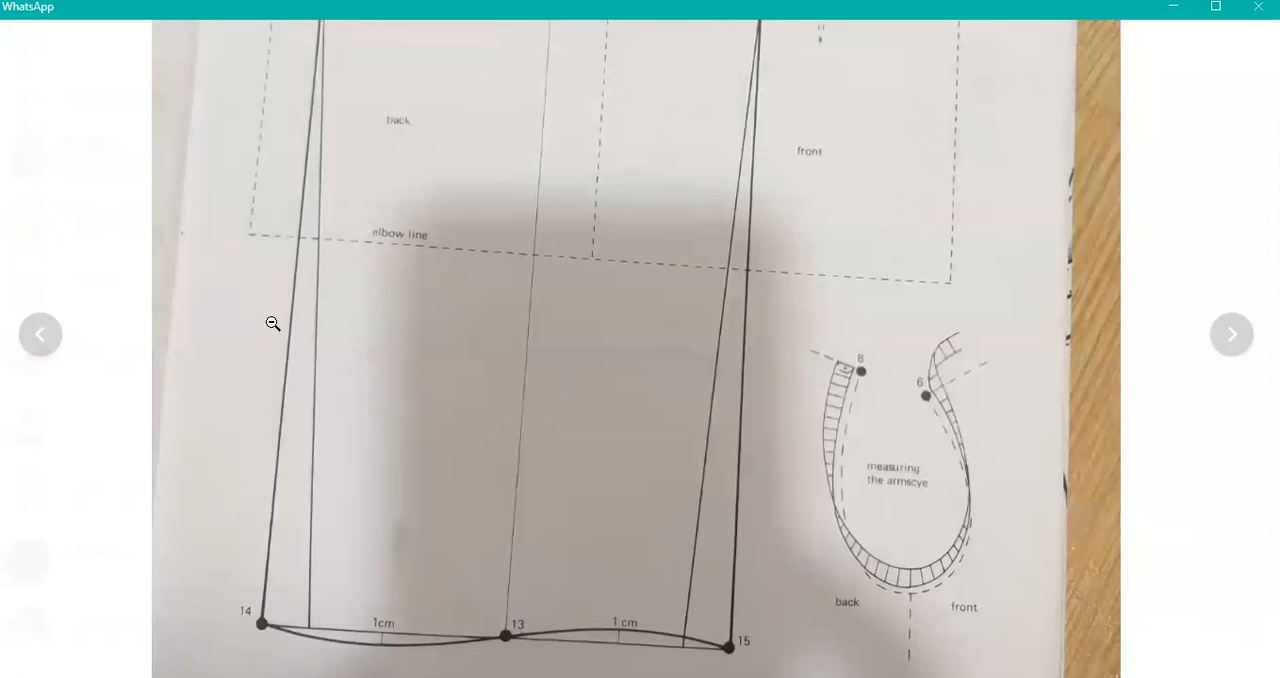 WhatsApp
back
front
elbow line
8
6
measuring
the armscye
back
front
14
1cm
13
1 cm
15